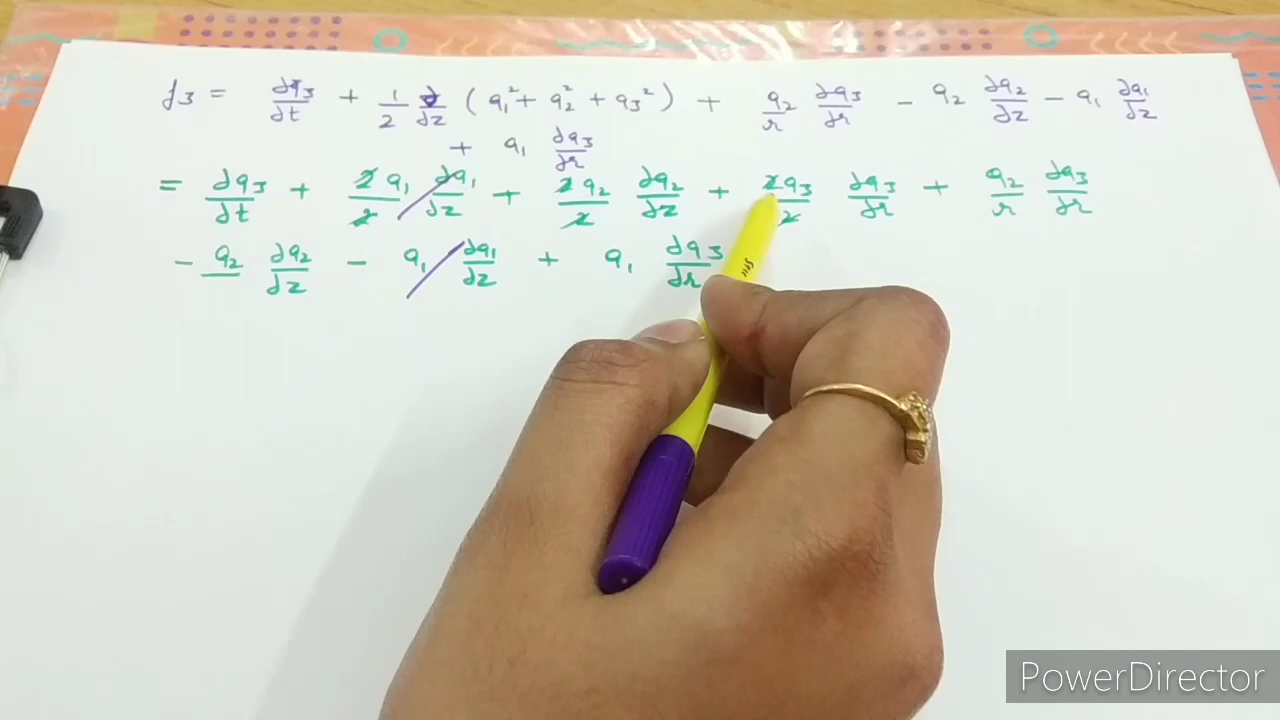 f₃ = ∂q₃/∂t + 1/2 ∂/∂z (q₁² + q₂² + q₃²) + q₂/r ∂q₃/∂r − q₂ ∂q₂/∂z − q₁ ∂q₁/∂z
+ q₁ ∂q₃/∂r
= ∂q₃/∂t + 2q₁/2 ∂q₁/∂z + 2q₂/2 ∂q₂/∂z + 2q₃/2 ∂q₃/∂r + q₂/r ∂q₃/∂r
− q₂ ∂q₂/∂z − q₁ ∂q₁/∂z + q₁ ∂q₃/∂r
PowerDirector